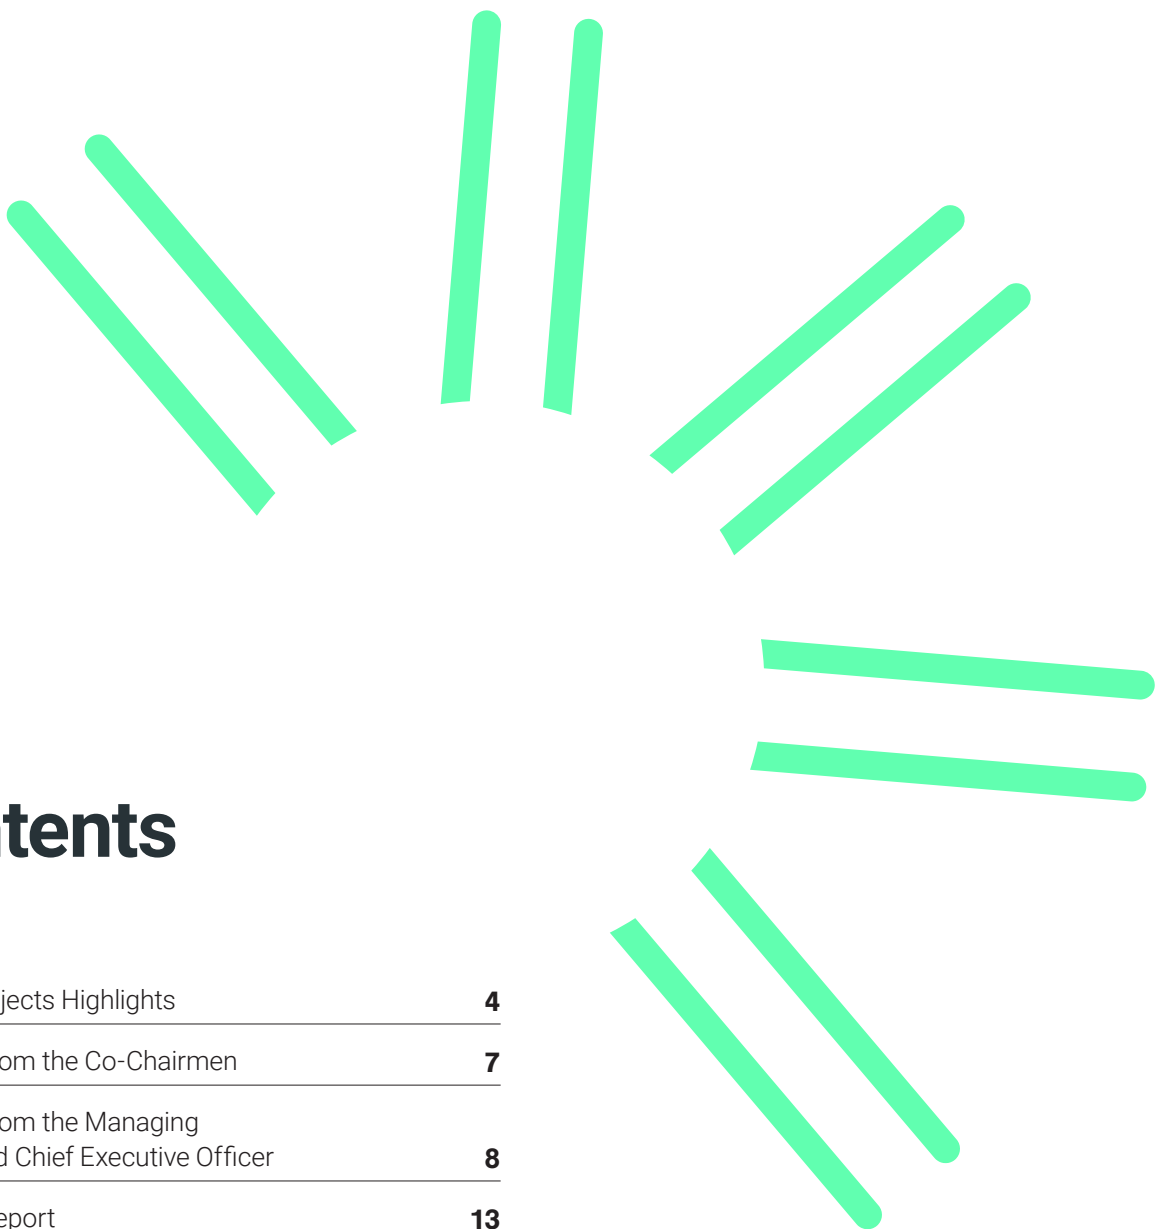 tents
jects Highlights 4
om the Co-Chairmen 7
om the Managing
d Chief Executive Officer 8
eport 13